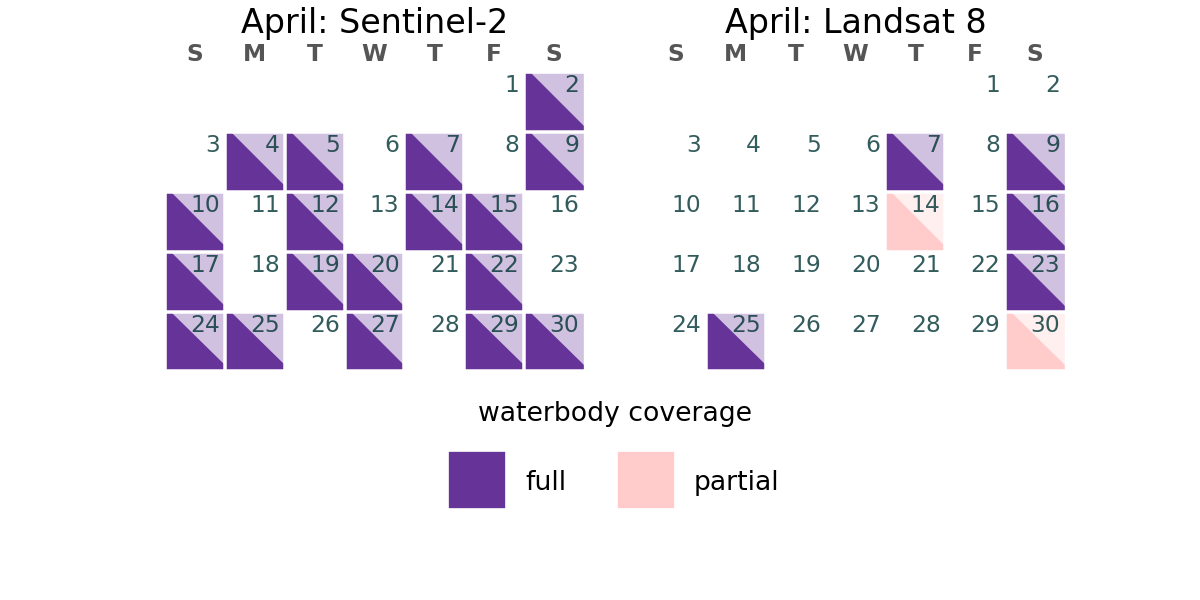 April: Sentinel-2
S M T W T F S
1 2
3 4 5 6 7 8 9
10 11 12 13 14 15 16
17 18 19 20 21 22 23
24 25 26 27 28 29 30
April: Landsat 8
S M T W T F S
1 2
3 4 5 6 7 8 9
10 11 12 13 14 15 16
17 18 19 20 21 22 23
24 25 26 27 28 29 30
waterbody coverage
full
partial